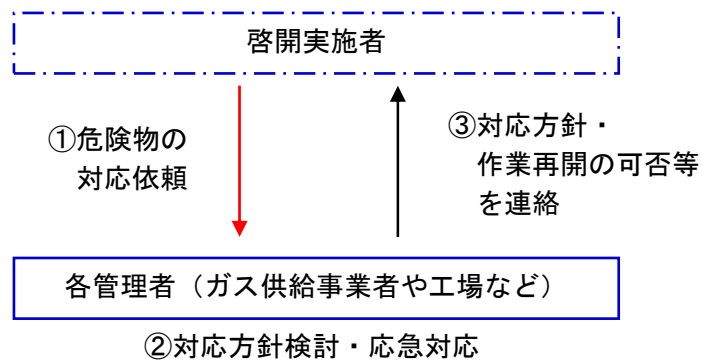 啓開実施者
①危険物の
対応依頼
③対応方針・
作業再開の可否等
を連絡
各管理者（ガス供給事業者や工場など）
②対応方針検討・応急対応